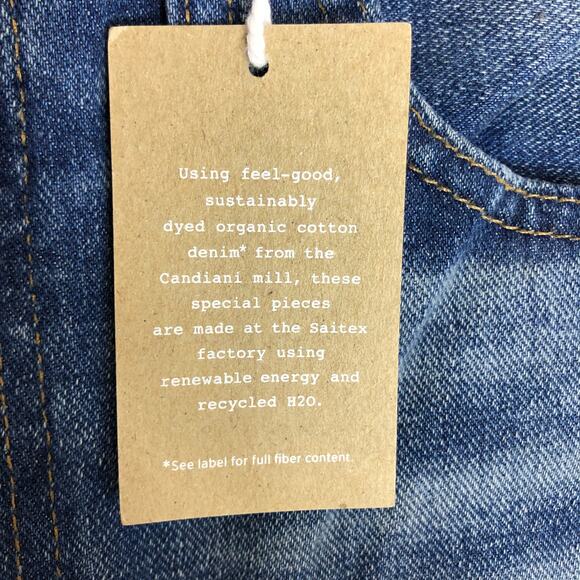 Using feel-good,
sustainably
dyed organic cotton
denim* from the
Candiani mill, these
special pieces
are made at the Saitex
factory using
renewable energy and
recycled H2O.
*See label for full fiber content.